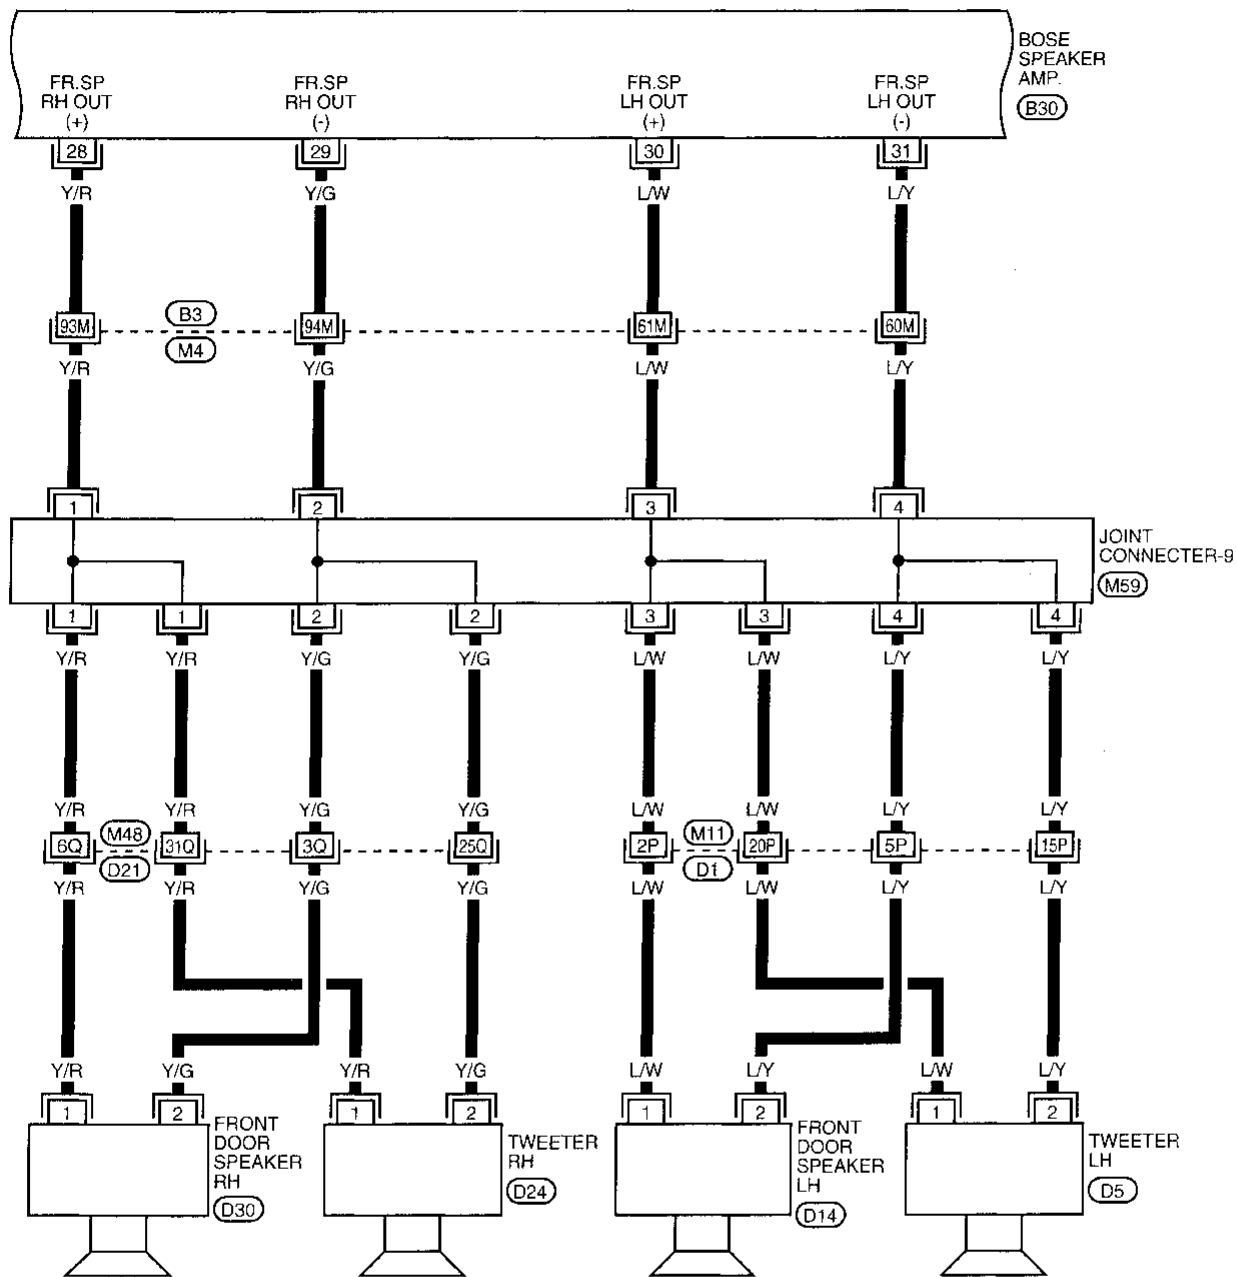 BOSE
SPEAKER
AMP.
B30
FR.SP
RH OUT
(+)
FR.SP
RH OUT
(-)
FR.SP
LH OUT
(+)
FR.SP
LH OUT
(-)
28 29 30 31
Y/R Y/G L/W L/Y
93M B3 94M 61M 60M
M4
Y/R Y/G L/W L/Y
1 2 3 4
JOINT
CONNECTER-9
M59
1 1 2 2 3 3 4 4
Y/R Y/R Y/G Y/G L/W L/W L/Y L/Y
Y/R Y/R Y/G Y/G L/W L/W L/Y L/Y
6Q M48 31Q 3Q 25Q 2P M11 20P 5P 15P
D21 D1
Y/R Y/R Y/G Y/G L/W L/W L/Y L/Y
Y/R Y/G Y/R Y/G L/W L/Y L/W L/Y
1 2 1 2 1 2 1 2
FRONT
DOOR
SPEAKER
RH
D30
TWEETER
RH
D24
FRONT
DOOR
SPEAKER
LH
D14
TWEETER
LH
D5